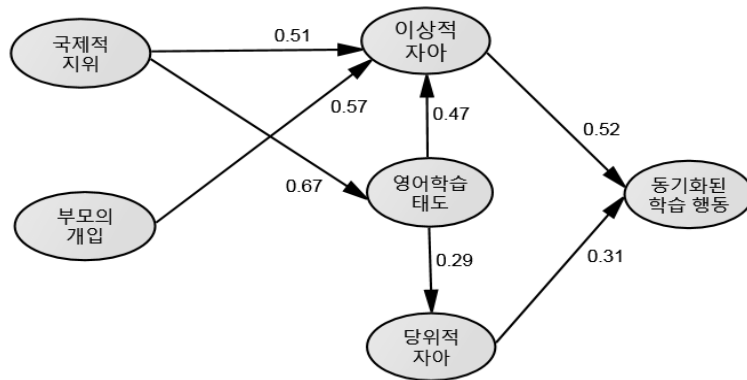 국제적
지위
0.51
이상적
자아
0.57
0.47
0.52
0.67
영어학습
태도
동기화된
학습 행동
부모의
개입
0.29
0.31
당위적
자아